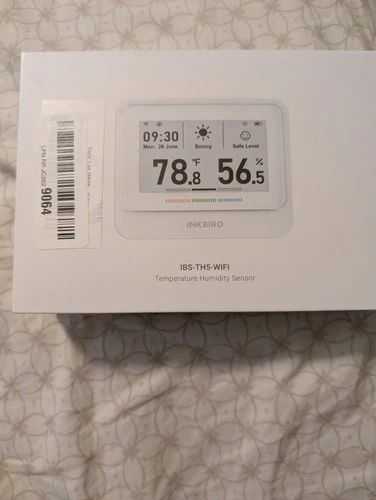 09:30
Mon. 28 June
Sunny
Safe Level
78.8 °F
56.5 %
INKBIRD
IBS-TH5-WIFI
Temperature Humidity Sensor
9064